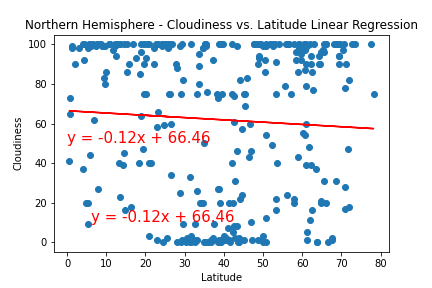 Northern Hemisphere - Cloudiness vs. Latitude Linear Regression
100
80
60
40
20
0
Cloudiness
y = -0.12x + 66.46
y = -0.12x + 66.46
0 10 20 30 40 50 60 70 80
Latitude